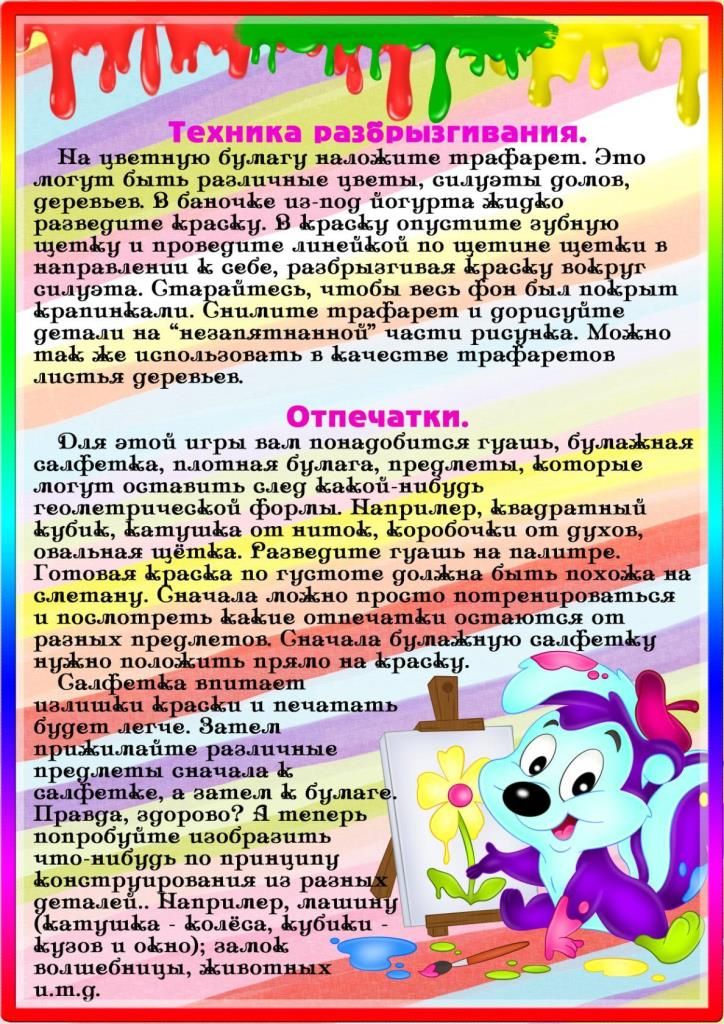 Техника разбрызгивания.
На цветную бумагу наложите трафарет. Это
могут быть различные цветы, силуэты домов,
деревьев. В баночке из-под йогурта жидко
разведите краску. В краску опустите зубную
щетку и проведите линейкой по щетине щетки в
направлении к себе, разбрызгивая краску вокруг
силуэта. Старайтесь, чтобы весь фон был покрыт
крапинками. Снимите трафарет и дорисуйте
детали на “незапятнанной” части рисунка. Можно
так же использовать в качестве трафаретов
листья деревьев.
Отпечатки.
Для этой игры вам понадобится гуашь, бумажная
салфетка, плотная бумага, предметы, которые
могут оставить след какой-нибудь
геометрической формы. Например, квадратный
кубик, катушка от ниток, коробочки от духов,
овальная щётка. Разведите гуашь на палитре.
Готовая краска по густоте должна быть похожа на
сметану. Сначала можно просто потренироваться
и посмотреть какие отпечатки остаются от
разных предметов. Сначала бумажную салфетку
нужно положить прямо на краску.
Салфетка впитает
излишки краски и печатать
будет легче. Затем
прижимайте различные
предметы сначала к
салфетке, а затем к бумаге.
Правда, здорово? А теперь
попробуйте изобразить
что-нибудь по принципу
конструирования из разных
деталей.. Например, машину
(катушка - колёса, кубики -
кузов и окно); замок
волшебницы, животных
и.т.д.